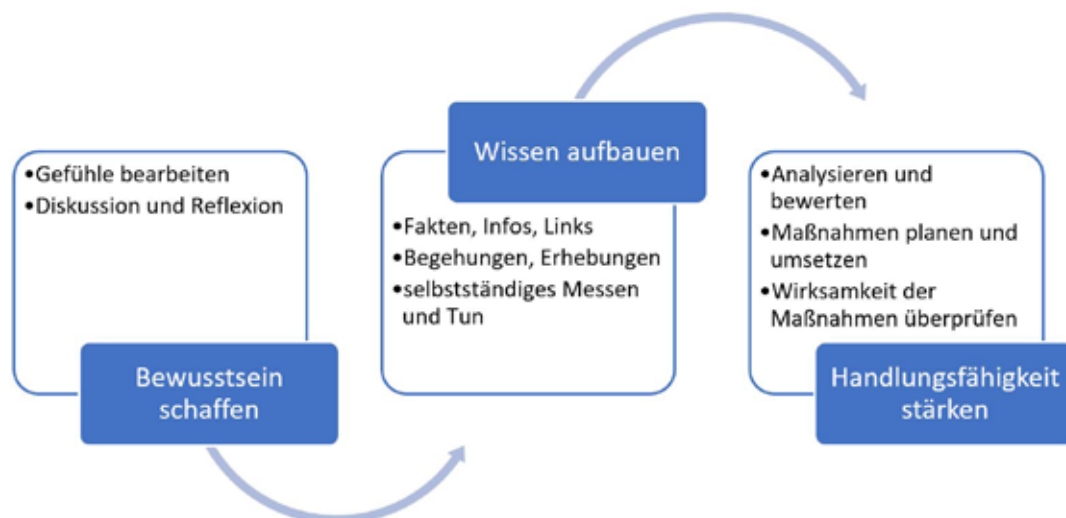 •Gefühle bearbeiten
•Diskussion und Reflexion
Bewusstsein
schaffen
Wissen aufbauen
•Fakten, Infos, Links
•Begehungen, Erhebungen
•selbstständiges Messen
und Tun
•Analysieren und
bewerten
•Maßnahmen planen und
umsetzen
•Wirksamkeit der
Maßnahmen überprüfen
Handlungsfähigkeit
stärken